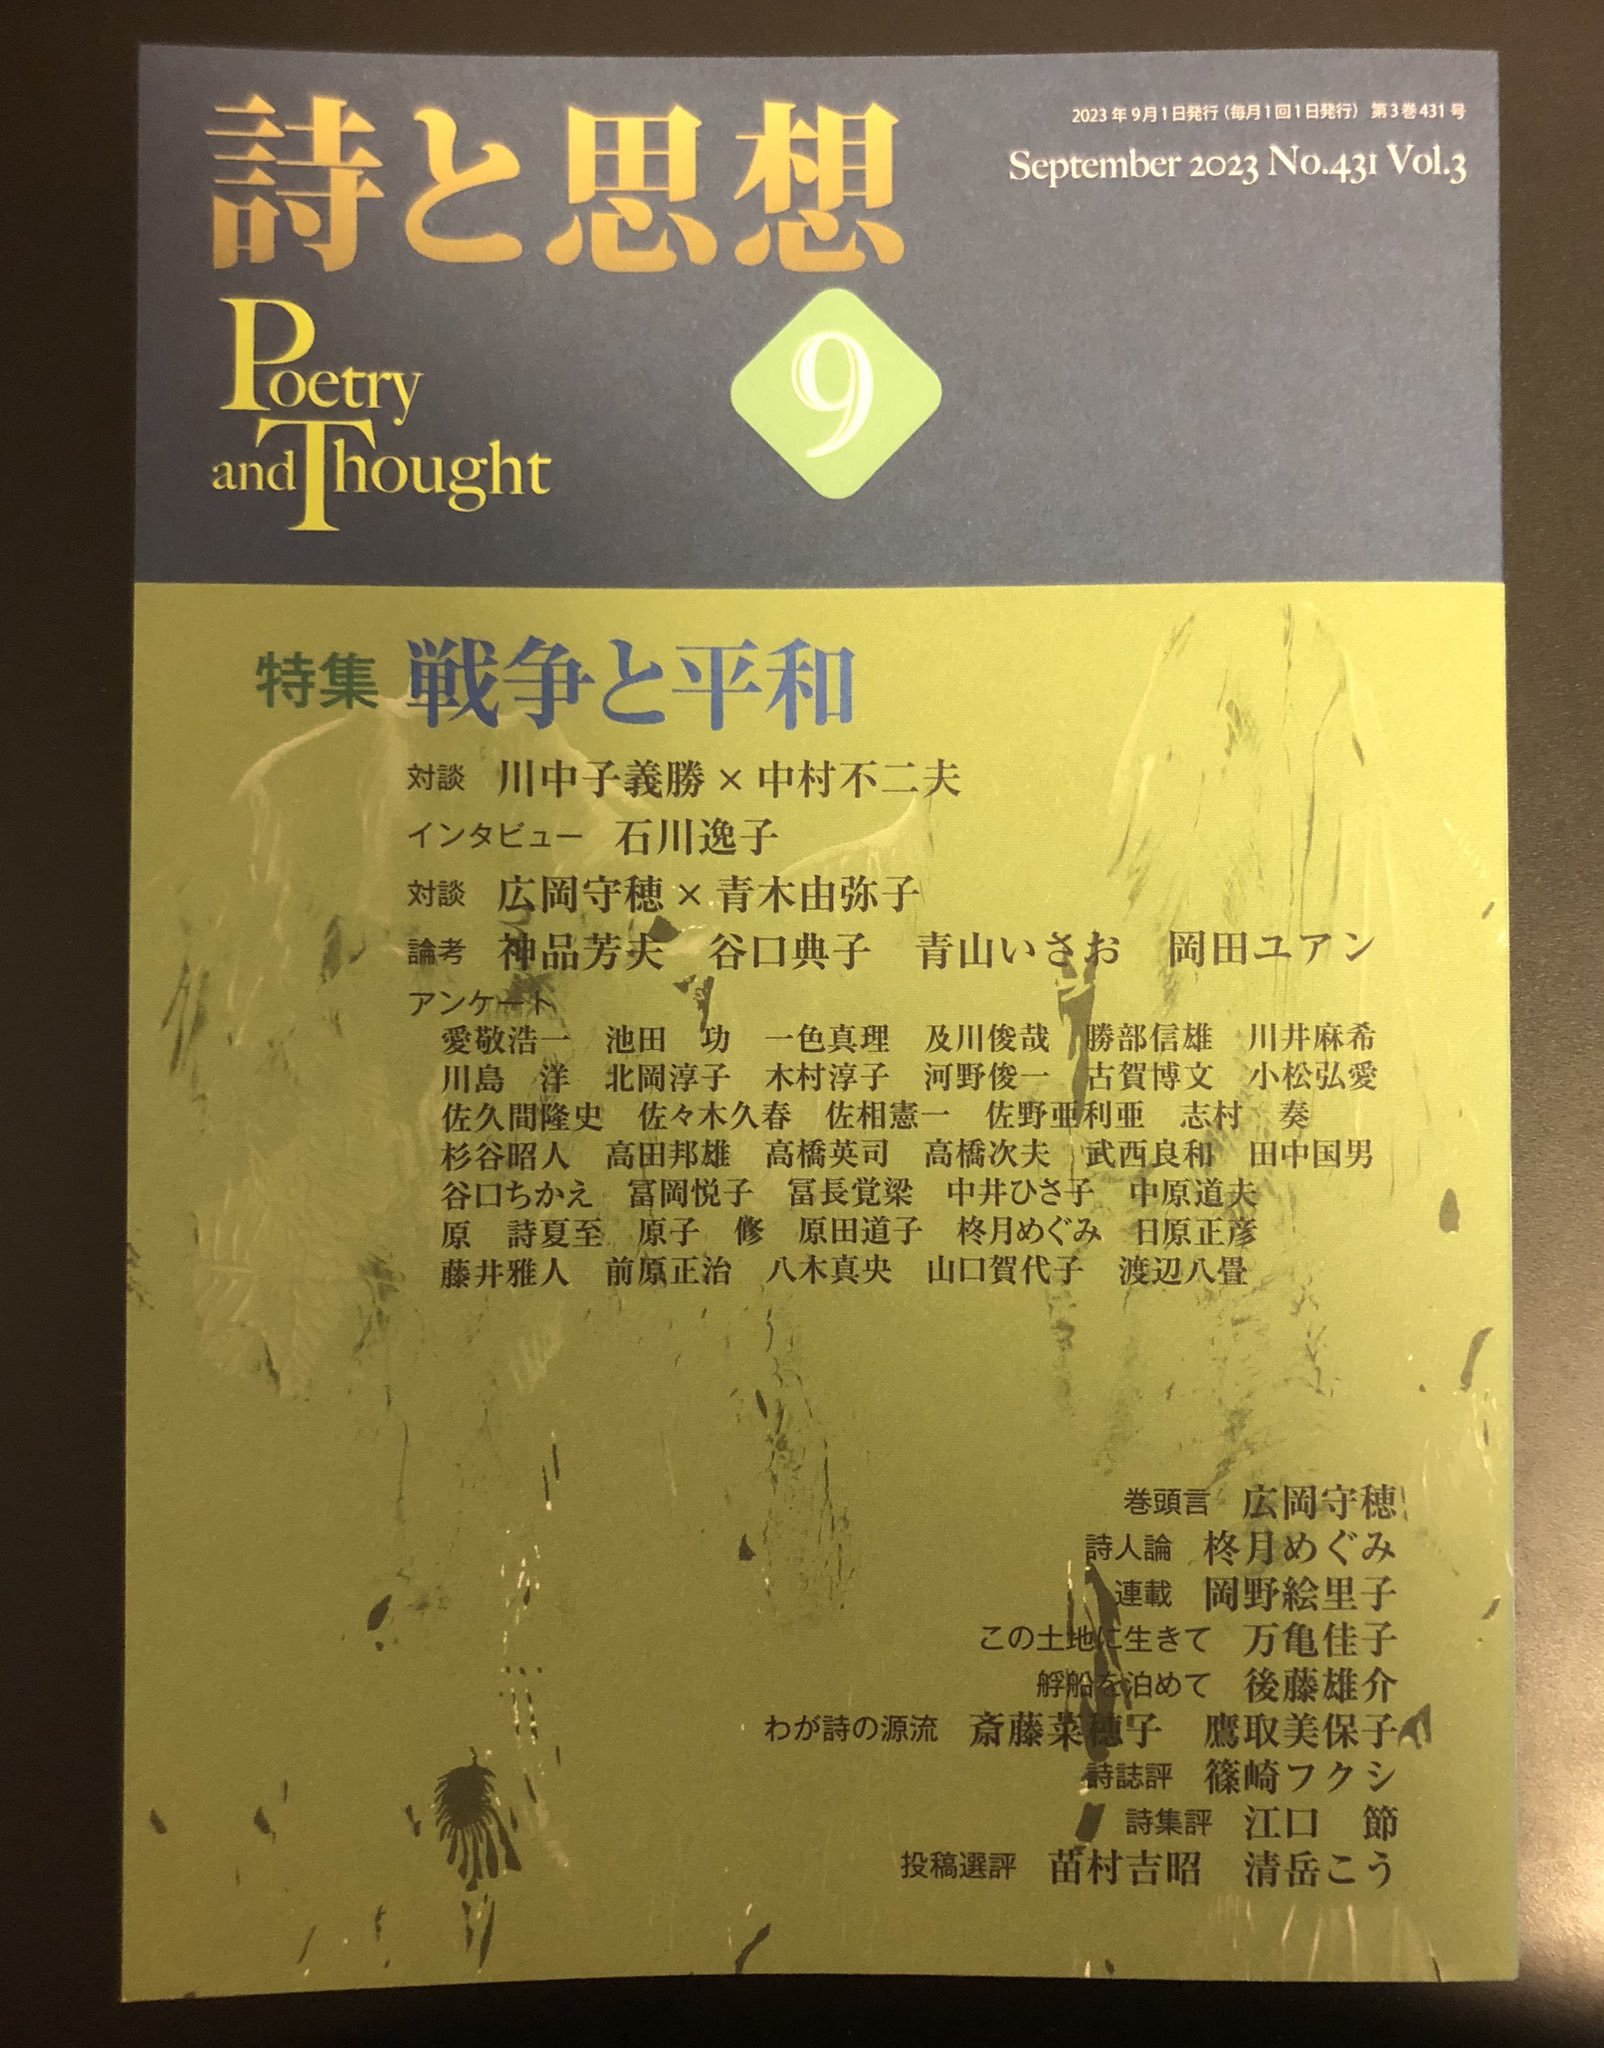 詩と思想
2023年9月1日発行（毎月1回1日発行） 第3巻431号
September 2023 No.431 Vol.3
Poetry
and Thought
9
特集 戦争と平和
対談 川中子義勝×中村不二夫
インタビュー 石川逸子
対談 広岡守穂×青木由弥子
論考 神品芳夫 谷口典子 青山いさお 岡田ユアン
アンケート
愛敬浩一 池田 功 一色真理 及川俊哉 勝部信雄 川井麻希
川島 洋 北岡淳子 木村淳子 河野俊一 古賀博文 小松弘愛
佐久間隆史 佐々木久春 佐相憲一 佐野亜利亜 志村 奏
杉谷昭人 高田邦雄 高橋英司 高橋次夫 武西良和 田中国男
谷口ちかえ 冨岡悦子 冨長覚梁 中井ひさ子 中原道夫
原 詩夏至 原子 修 原田道子 柊月めぐみ 日原正彦
藤井雅人 前原正治 八木真央 山口賀代子 渡辺八畳
巻頭言 広岡守穂
詩人論 柊月めぐみ
連載 岡野絵里子
この土地に生きて 万亀佳子
艀船を泊めて 後藤雄介
わが詩の源流 斎藤菜穂子 鷹取美保子
詩誌評 篠崎フクシ
詩集評 江口 節
投稿選評 苗村吉昭 清岳こう